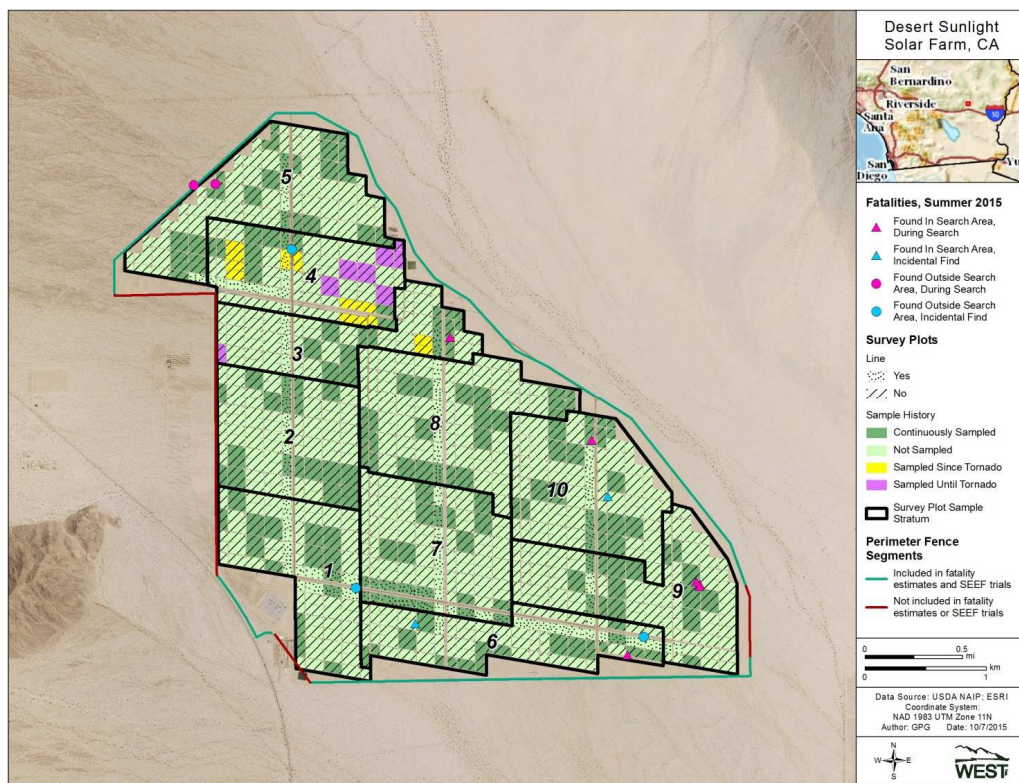 Desert Sunlight
Solar Farm, CA
San
Bernardino
Riverside
Santa
Ana
10
San
Diego
Yu
Fatalities, Summer 2015
Found In Search Area,
During Search
Found In Search Area,
Incidental Find
Found Outside Search
Area, During Search
Found Outside Search
Area, Incidental Find
Survey Plots
Line
Yes
No
Sample History
Continuously Sampled
Not Sampled
Sampled Since Tornado
Sampled Until Tornado
Survey Plot Sample
Stratum
Perimeter Fence
Segments
Included in fatality
estimates and SEEF trials
Not included in fatality
estimates or SEEF trials
0 0.5
mi
km
0 1
Data Source: USDA NAIP; ESRI
Coordinate System:
NAD 1983 UTM Zone 11N
Author: GPG Date: 10/7/2015
N
W E
S
WEST
5
4
3
8
2
10
7
1
9
6